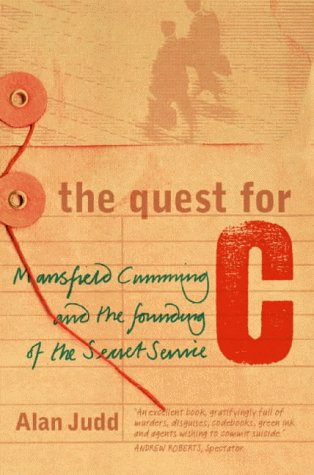 the quest for
C
Mansfield Cumming
and the founding
of the Secret Service
Alan Judd
'An excellent book, gratifyingly full of
murders, disguises, codebooks, green ink
and agents wishing to commit suicide.'
ANDREW ROBERTS, Spectator